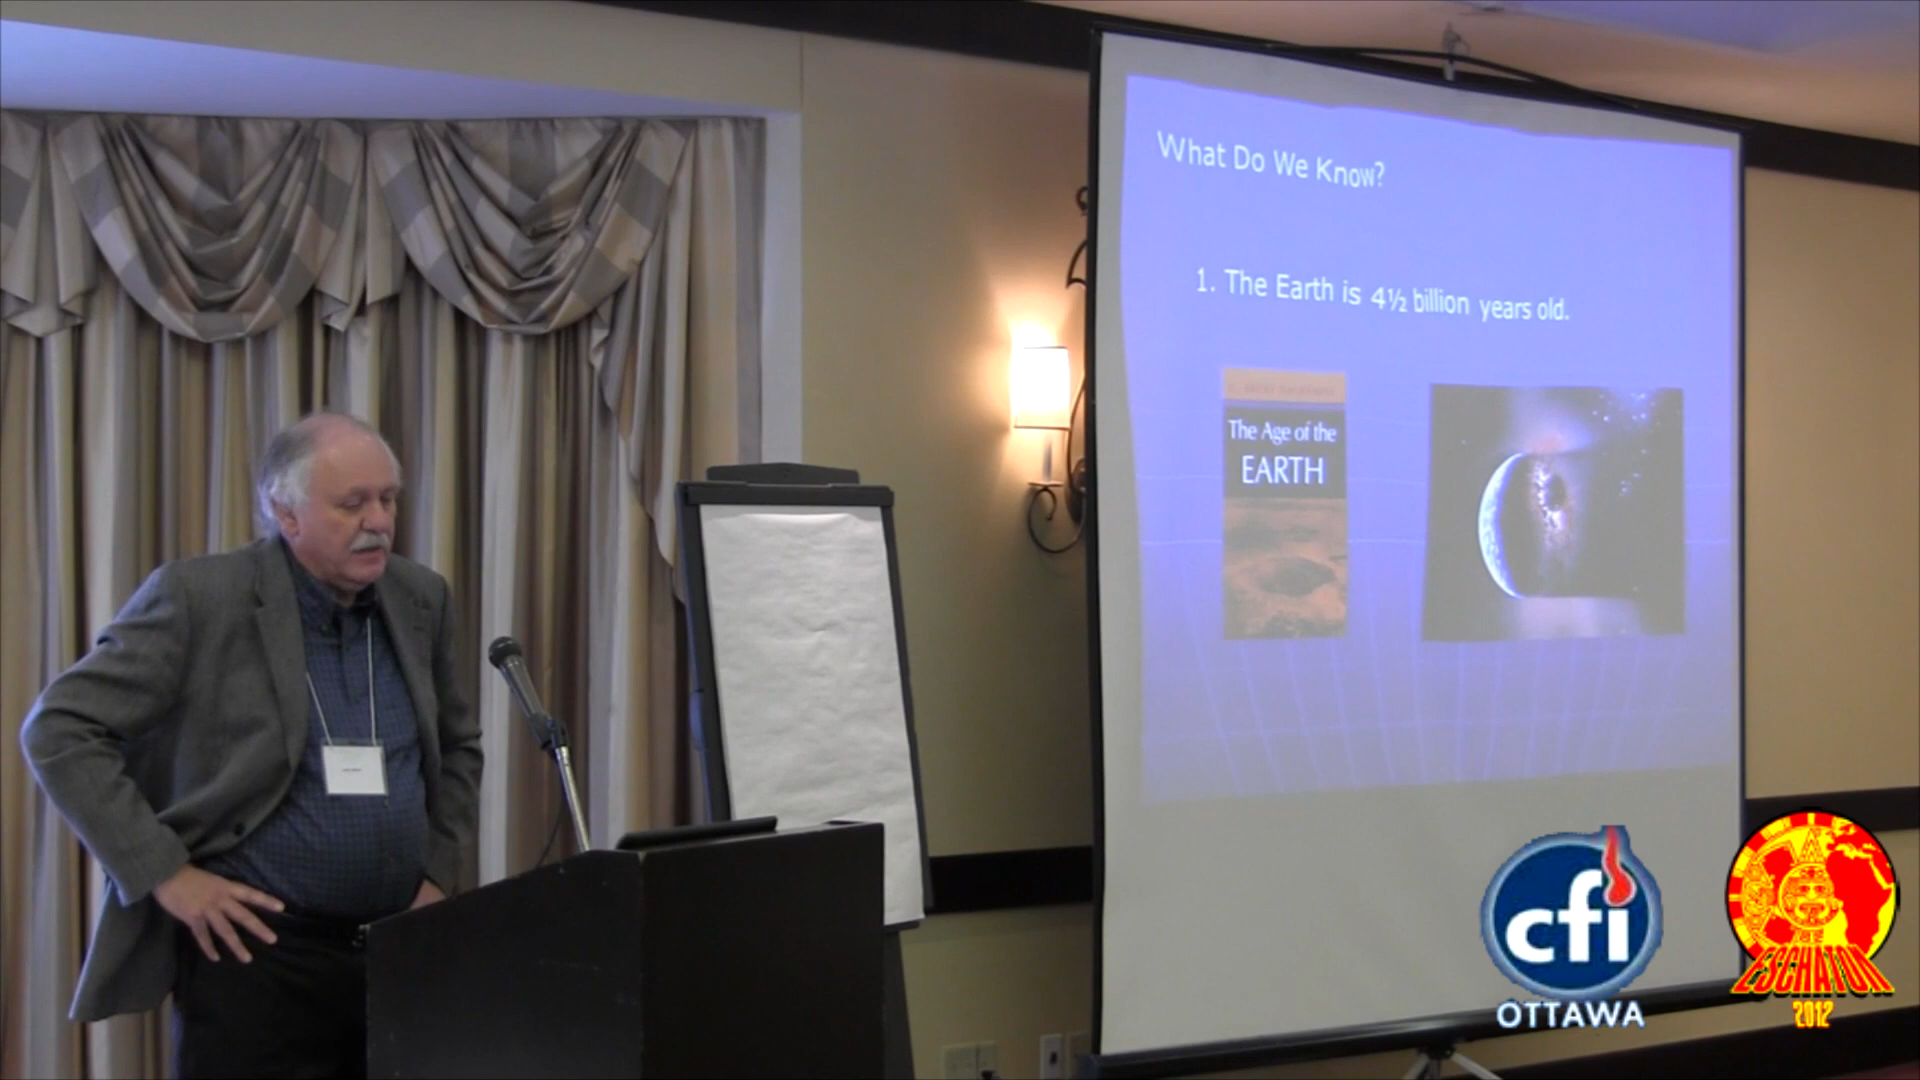 What Do We Know?
1. The Earth is 4½ billion years old.
The Age of the
EARTH
cfi
OTTAWA
ESCHATON
2012